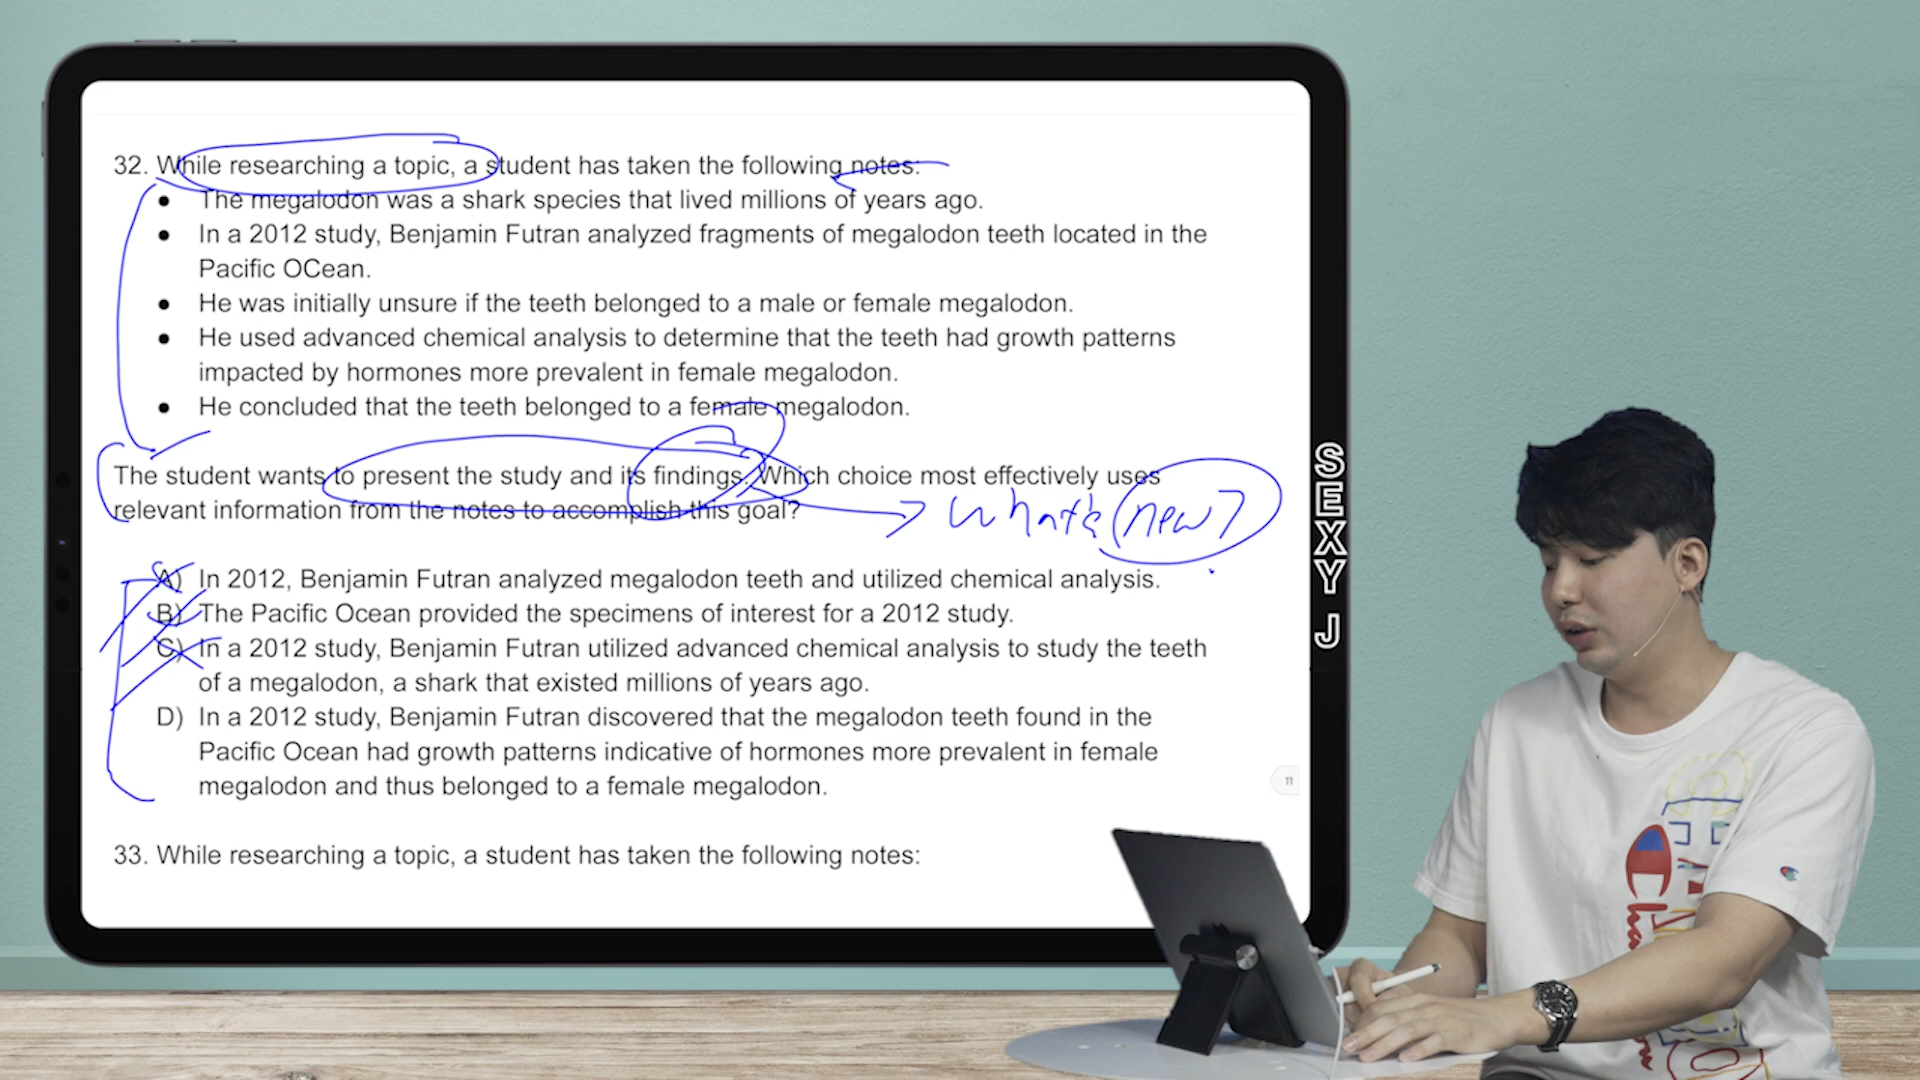 32. While researching a topic, a student has taken the following notes:
● The megalodon was a shark species that lived millions of years ago.
● In a 2012 study, Benjamin Futran analyzed fragments of megalodon teeth located in the
Pacific OCean.
● He was initially unsure if the teeth belonged to a male or female megalodon.
● He used advanced chemical analysis to determine that the teeth had growth patterns
impacted by hormones more prevalent in female megalodon.
● He concluded that the teeth belonged to a female megalodon.
The student wants to present the study and its findings. Which choice most effectively uses
relevant information from the notes to accomplish this goal?
what's new?
A) In 2012, Benjamin Futran analyzed megalodon teeth and utilized chemical analysis.
B) The Pacific Ocean provided the specimens of interest for a 2012 study.
C) In a 2012 study, Benjamin Futran utilized advanced chemical analysis to study the teeth
of a megalodon, a shark that existed millions of years ago.
D) In a 2012 study, Benjamin Futran discovered that the megalodon teeth found in the
Pacific Ocean had growth patterns indicative of hormones more prevalent in female
megalodon and thus belonged to a female megalodon.
11
33. While researching a topic, a student has taken the following notes:
SEXY J